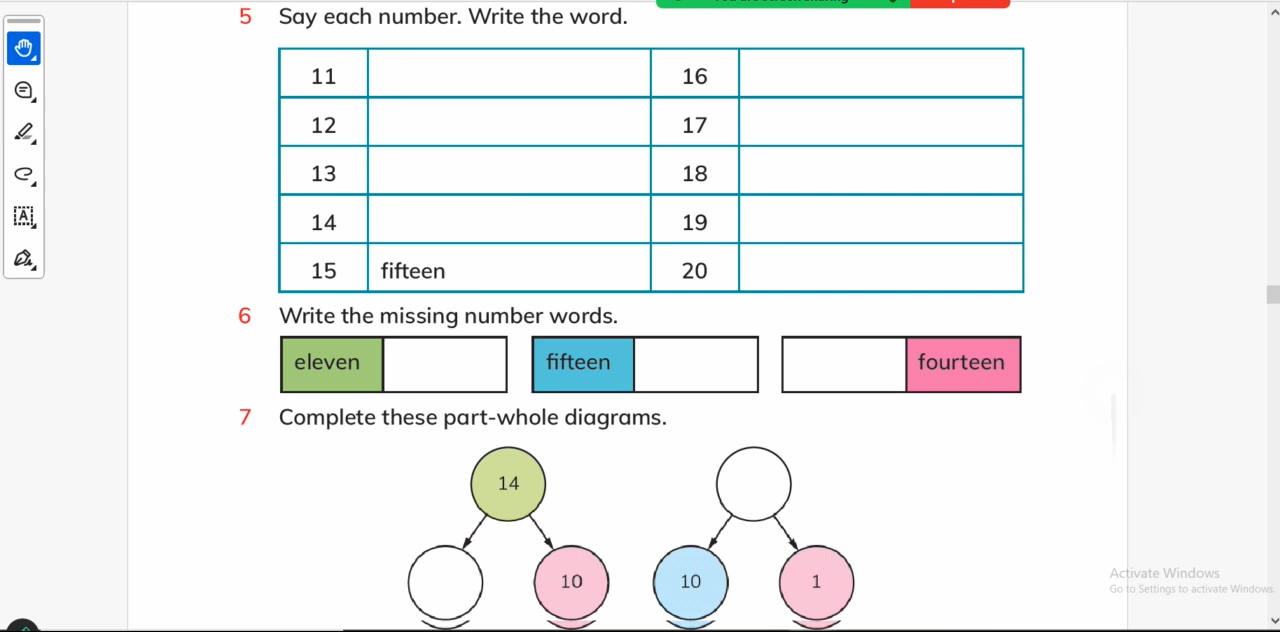 5 Say each number. Write the word.
11 16
12 17
13 18
14 19
15 fifteen 20
6 Write the missing number words.
eleven fifteen fourteen
7 Complete these part-whole diagrams.
14
10 10 1
Activate Windows
Go to Settings to activate Windows.